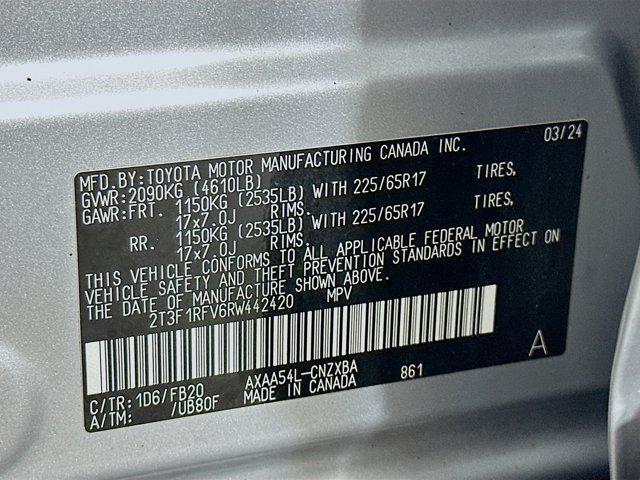 03/24
MFD.BY:TOYOTA MOTOR MANUFACTURING CANADA INC.
GVWR:2090KG (4610LB)
GAWR:FRT. 1150KG (2535LB) WITH 225/65R17 TIRES,
17x7.0J RIMS.
RR. 1150KG (2535LB) WITH 225/65R17 TIRES,
17x7.0J RIMS.
THIS VEHICLE CONFORMS TO ALL APPLICABLE FEDERAL MOTOR
VEHICLE SAFETY AND THEFT PREVENTION STANDARDS IN EFFECT ON
THE DATE OF MANUFACTURE SHOWN ABOVE.
2T3F1RFV6RW442420 MPV
A
C/TR:1D6/FB20 AXAA54L-CNZXBA 861
A/TM: /UB80F MADE IN CANADA